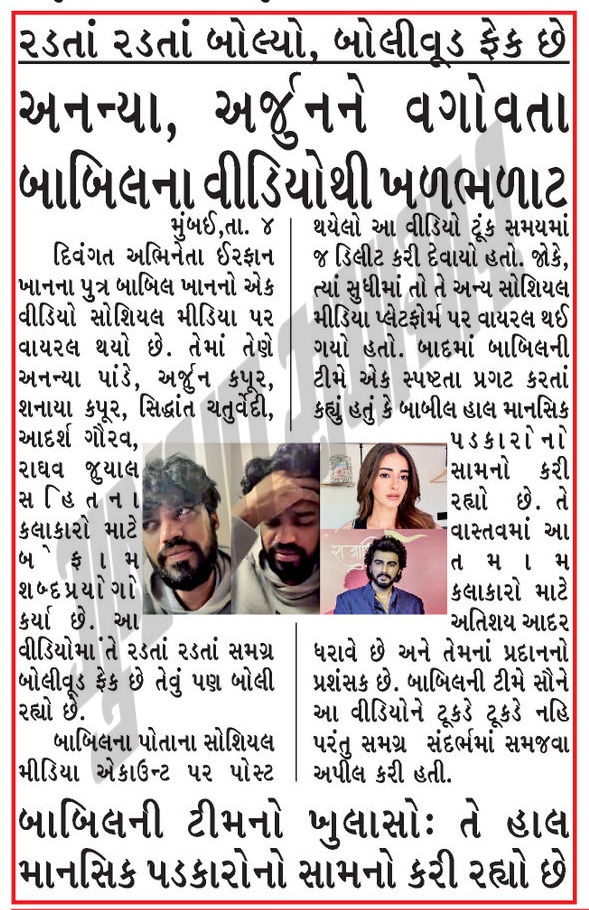 રડતાં રડતાં બોલ્યો, બોલીવૂડ ફેક છે
અનન્યા, અર્જુનને વગોવતા
બાબિલના વીડિયોથી ખળભળાટ
મુંબઈ,તા. ૪
દિવંગત અભિનેતા ઈરફાન
ખાનના પુત્ર બાબિલ ખાનનો એક
વીડિયો સોશિયલ મીડિયા પર
વાયરલ થયો છે. તેમાં તેણે
અનન્યા પાંડે, અર્જુન કપૂર,
શનાયા કપૂર, સિદ્ધાંત ચતુર્વેદી,
આદર્શ ગૌરવ,
રાઘવ જુયાલ
સહિતના
કલાકારો માટે
બેફામ
શબ્દપ્રયોગો
કર્યા છે. આ
વીડિયોમાં તે રડતાં રડતાં સમગ્ર
બોલીવૂડ ફેક છે તેવું પણ બોલી
રહ્યો છે.
બાબિલના પોતાના સોશિયલ
મીડિયા એકાઉન્ટ પર પોસ્ટ
થયેલો આ વીડિયો ટૂંક સમયમાં
જ ડિલીટ કરી દેવાયો હતો. જોકે,
ત્યાં સુધીમાં તો તે અન્ય સોશિયલ
મીડિયા પ્લેટફોર્મ પર વાયરલ થઈ
ગયો હતો. બાદમાં બાબિલની
ટીમે એક સ્પષ્ટતા પ્રગટ કરતાં
કહ્યું હતું કે બાબીલ હાલ માનસિક
પડકારોનો
સામનો કરી
રહ્યો છે. તે
વાસ્તવમાં આ
તમામ
કલાકારો માટે
અતિશય આદર
ધરાવે છે અને તેમનાં પ્રદાનનો
પ્રશંસક છે. બાબિલની ટીમે સૌને
આ વીડિયોને ટૂકડે ટૂકડે નહિ
પરંતુ સમગ્ર સંદર્ભમાં સમજવા
અપીલ કરી હતી.
બાબિલની ટીમનો ખુલાસોઃ તે હાલ
માનસિક પડકારોનો સામનો કરી રહ્યો છે